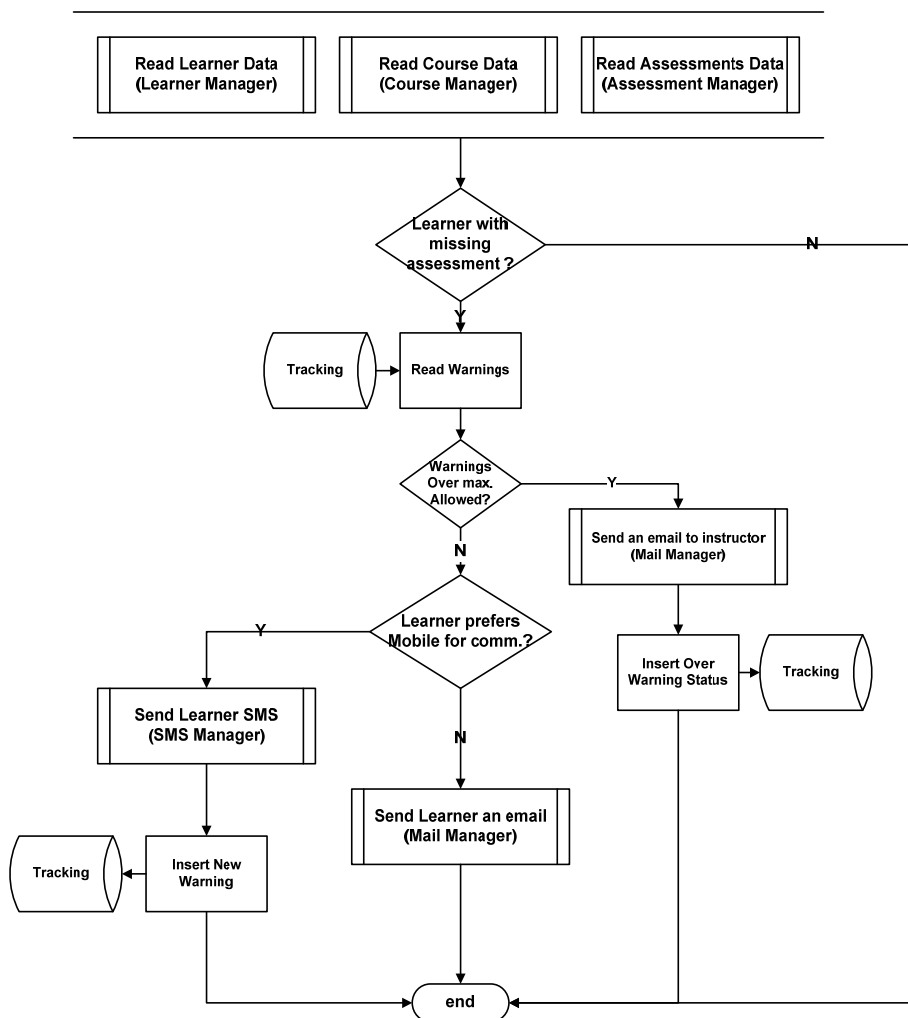 Read Learner Data
(Learner Manager)
Read Course Data
(Course Manager)
Read Assessments Data
(Assessment Manager)
Learner with
missing
assessment ?
N
Y
Tracking
Read Warnings
Warnings
Over max.
Allowed?
Y
Send an email to instructor
(Mail Manager)
N
Learner prefers
Mobile for comm.?
Y
Insert Over
Warning Status
Tracking
Send Learner SMS
(SMS Manager)
N
Send Learner an email
(Mail Manager)
Tracking
Insert New
Warning
end